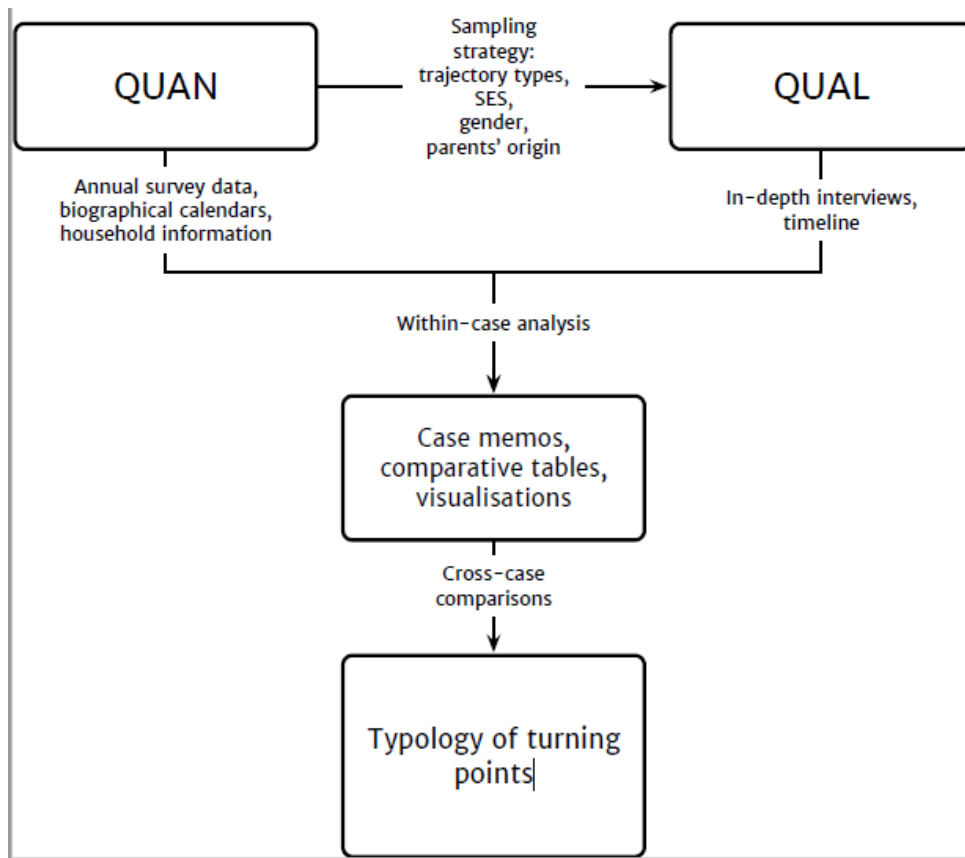 QUAN
Sampling
strategy:
trajectory types,
SES,
gender,
parents’ origin
QUAL
Annual survey data,
biographical calendars,
household information
In-depth interviews,
timeline
Within-case analysis
Case memos,
comparative tables,
visualisations
Cross-case
comparisons
Typology of turning
points